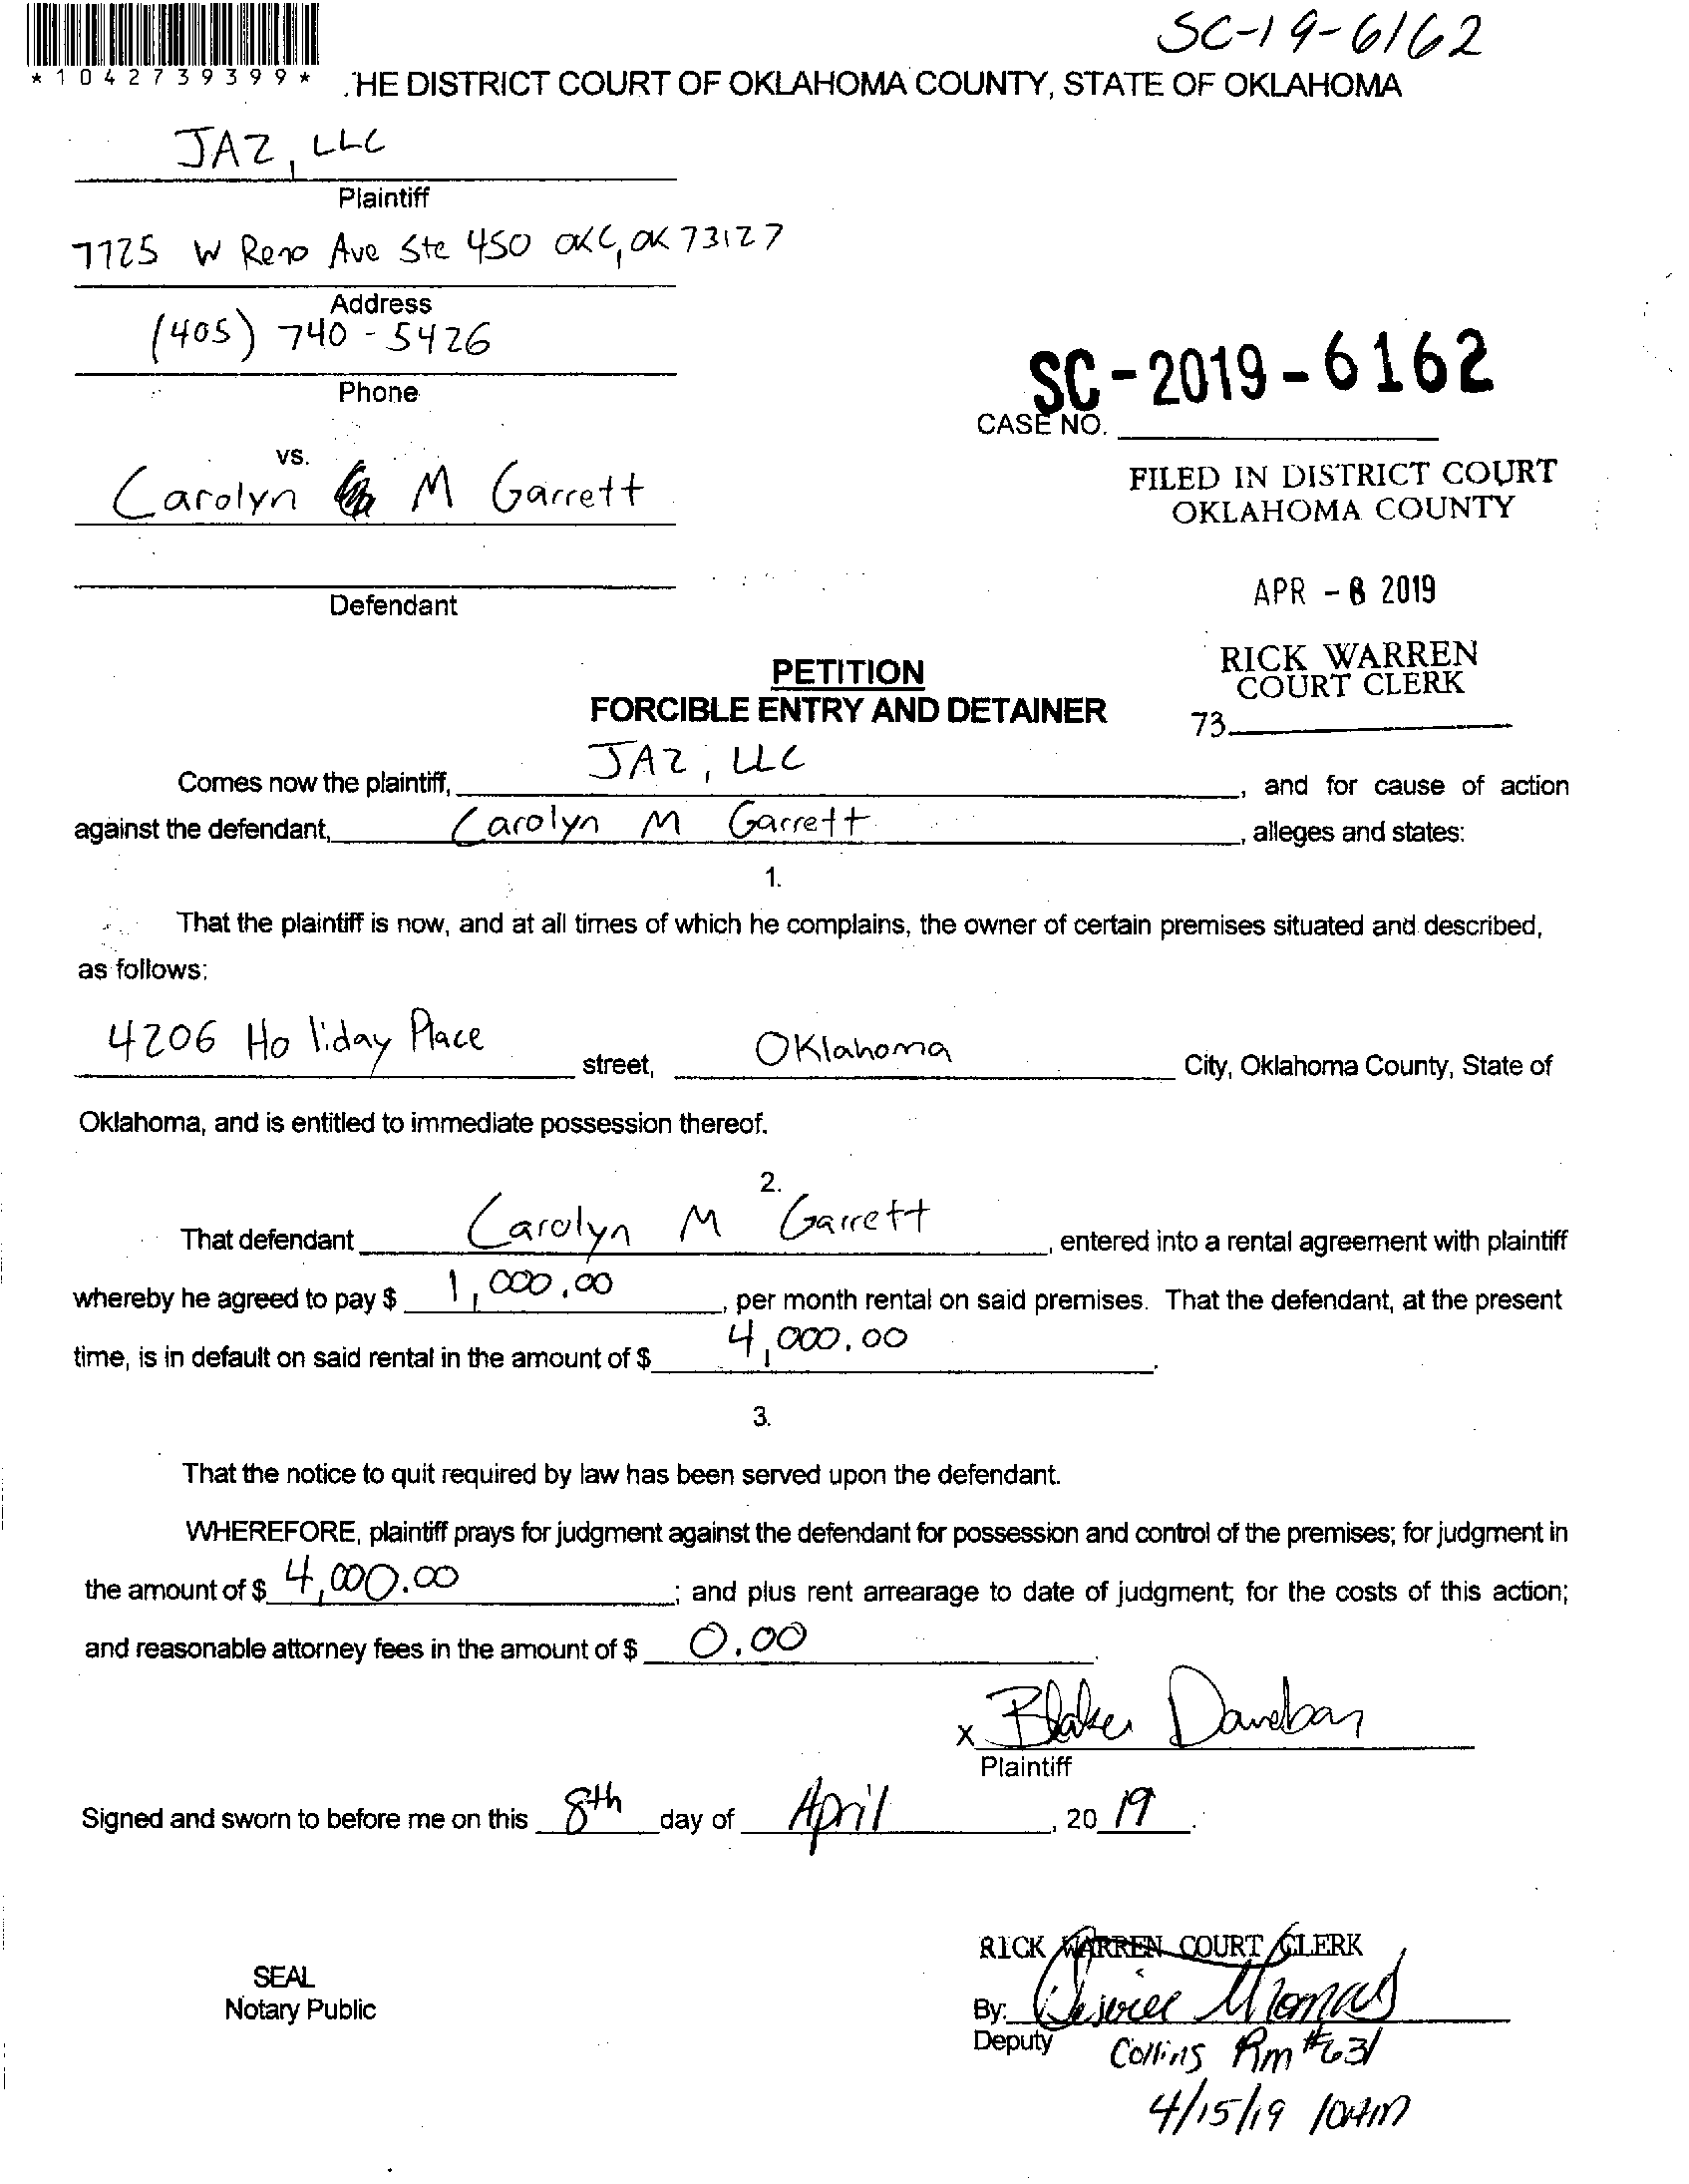 SC-19-6162
*1042739399*
HE DISTRICT COURT OF OKLAHOMA COUNTY, STATE OF OKLAHOMA
JAZ, LLC
Plaintiff
7725 W Reno Ave Ste 450 OKC, OK 73127
Address
(405) 740-5426
Phone
SC-2019-6162
CASE NO.
vs.
Carolyn M Garrett
FILED IN DISTRICT COURT
OKLAHOMA COUNTY
Defendant
APR - 8 2019
RICK WARREN
COURT CLERK
73
PETITION
FORCIBLE ENTRY AND DETAINER
Comes now the plaintiff, JAZ, LLC, and for cause of action
against the defendant, Carolyn M Garrett, alleges and states:
1.
That the plaintiff is now, and at all times of which he complains, the owner of certain premises situated and described,
as follows:
4206 Holiday Place street, Oklahoma City, Oklahoma County, State of
Oklahoma, and is entitled to immediate possession thereof.
2.
That defendant Carolyn M Garrett, entered into a rental agreement with plaintiff
whereby he agreed to pay $ 1,000.00, per month rental on said premises. That the defendant, at the present
time, is in default on said rental in the amount of $ 4,000.00.
3.
That the notice to quit required by law has been served upon the defendant.
WHEREFORE, plaintiff prays for judgment against the defendant for possession and control of the premises; for judgment in
the amount of $ 4,000.00; and plus rent arrearage to date of judgment; for the costs of this action;
and reasonable attorney fees in the amount of $ 0.00.
X
Plaintiff
Signed and sworn to before me on this 8th day of April, 2019.
RICK WARREN COURT CLERK
SEAL
Notary Public
By: Thomas
Deputy
Collins Rm #631
4/15/19 10AM